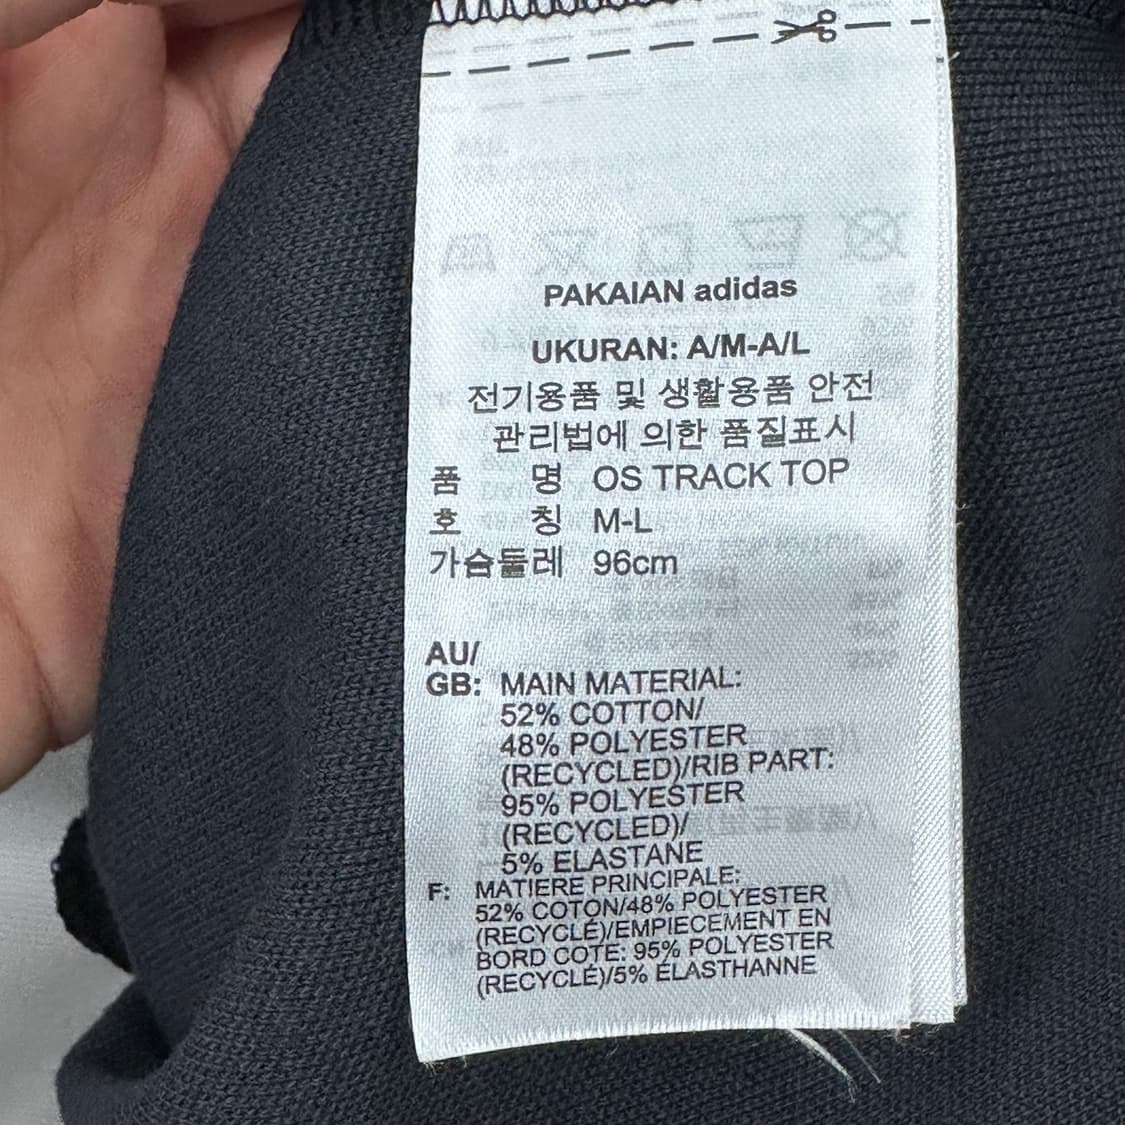 PAKAIAN adidas
UKURAN: A/M-A/L
전기용품 및 생활용품 안전
관리법에 의한 품질표시
품 명 OS TRACK TOP
호 칭 M-L
가슴둘레 96cm
AU/
GB: MAIN MATERIAL:
52% COTTON/
48% POLYESTER
(RECYCLED)/RIB PART:
95% POLYESTER
(RECYCLED)/
5% ELASTANE
F: MATIERE PRINCIPALE:
52% COTON/48% POLYESTER
(RECYCLÉ)/EMPIECEMENT EN
BORD COTE: 95% POLYESTER
(RECYCLÉ)/5% ÉLASTHANNE